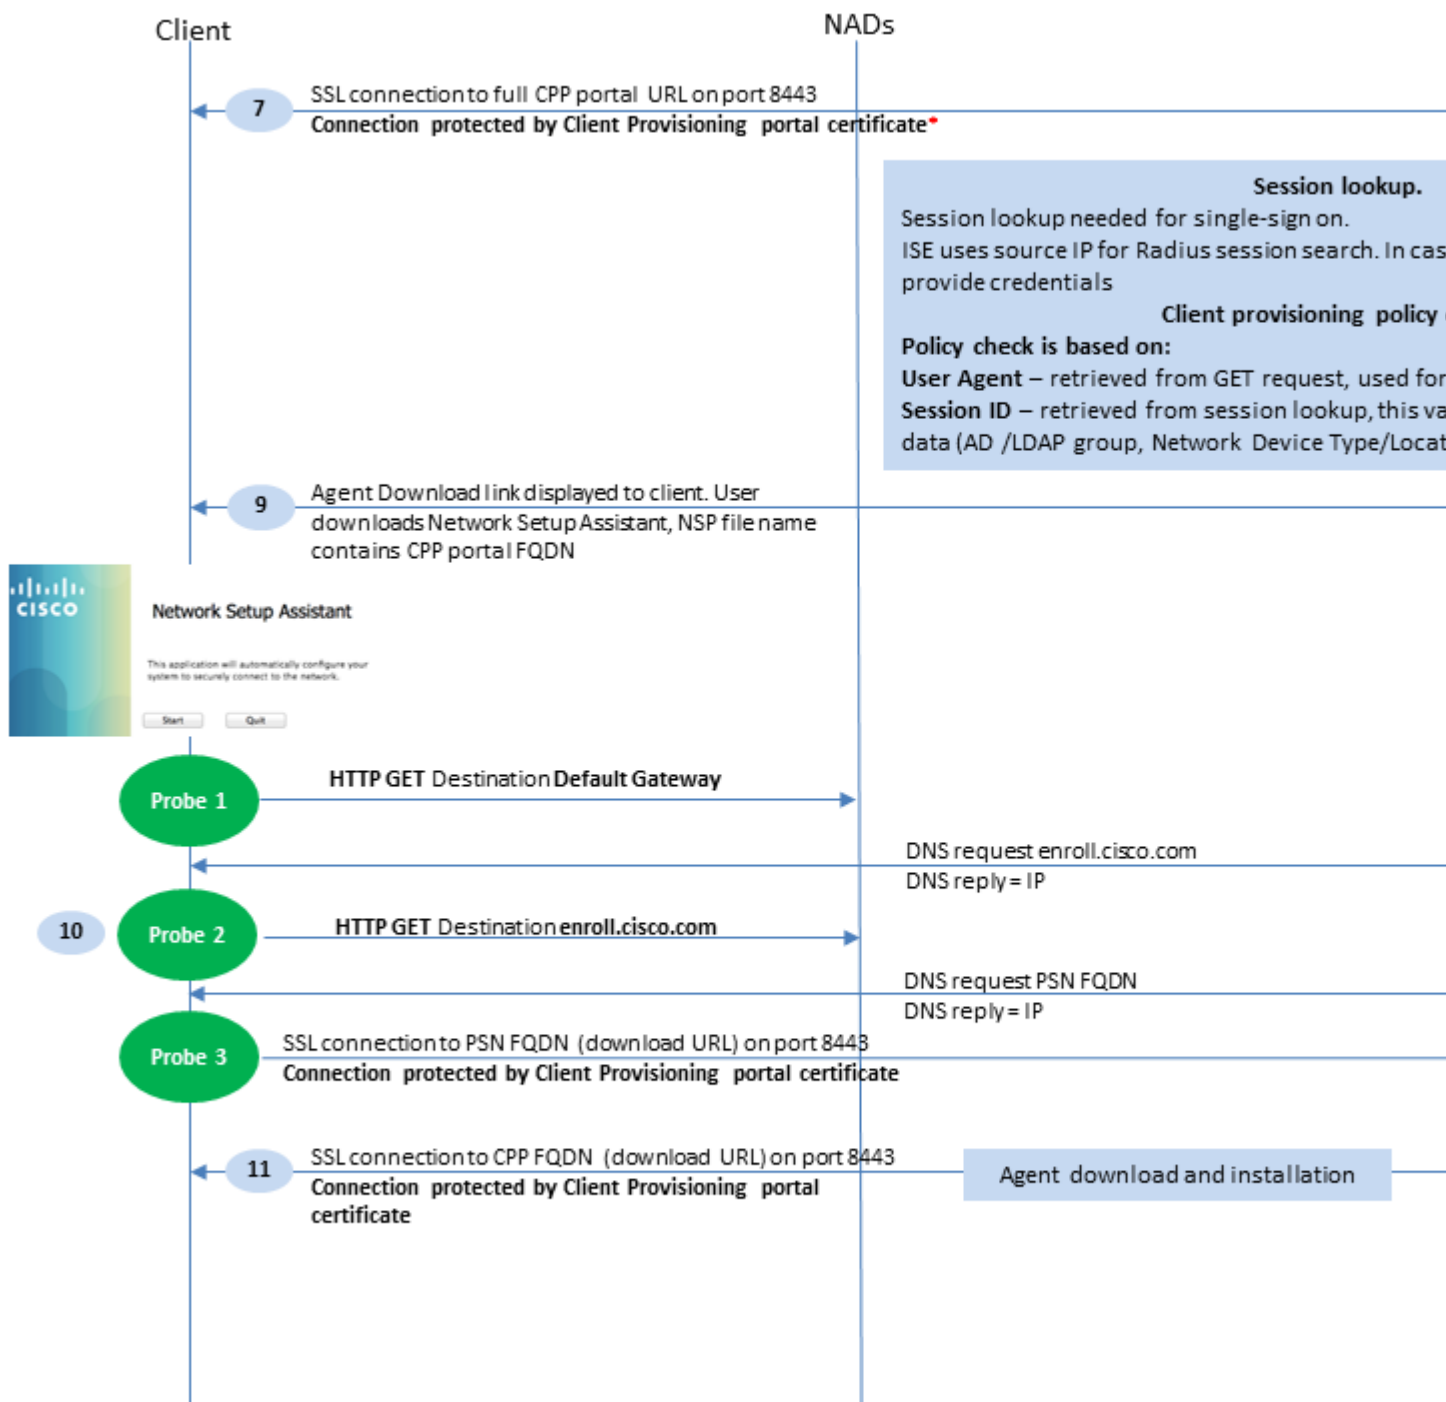 Client
NADs
7
SSL connection to full CPP portal URL on port 8443
Connection protected by Client Provisioning portal certificate*
Session lookup.
Session lookup needed for single-sign on.
ISE uses source IP for Radius session search. In cas
provide credentials
Client provisioning policy
Policy check is based on:
User Agent – retrieved from GET request, used for
Session ID – retrieved from session lookup, this va
data (AD /LDAP group, Network Device Type/Locat
9
Agent Download link displayed to client. User
downloads Network Setup Assistant, NSP file name
contains CPP portal FQDN
CISCO
Network Setup Assistant
This application will automatically configure your
system to securely connect to the network.
Start
Quit
Probe 1
HTTP GET Destination Default Gateway
DNS request enroll.cisco.com
DNS reply = IP
10
Probe 2
HTTP GET Destination enroll.cisco.com
DNS request PSN FQDN
DNS reply = IP
Probe 3
SSL connection to PSN FQDN (download URL) on port 8443
Connection protected by Client Provisioning portal certificate
11
SSL connection to CPP FQDN (download URL) on port 8443
Connection protected by Client Provisioning portal
certificate
Agent download and installation